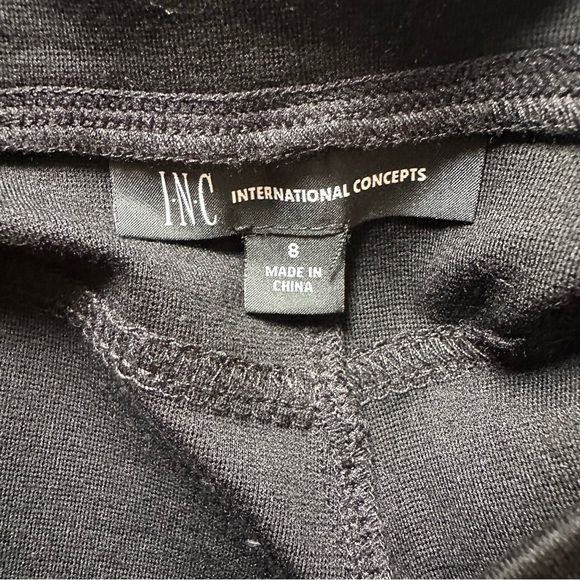 I·N·C INTERNATIONAL CONCEPTS
8
MADE IN
CHINA